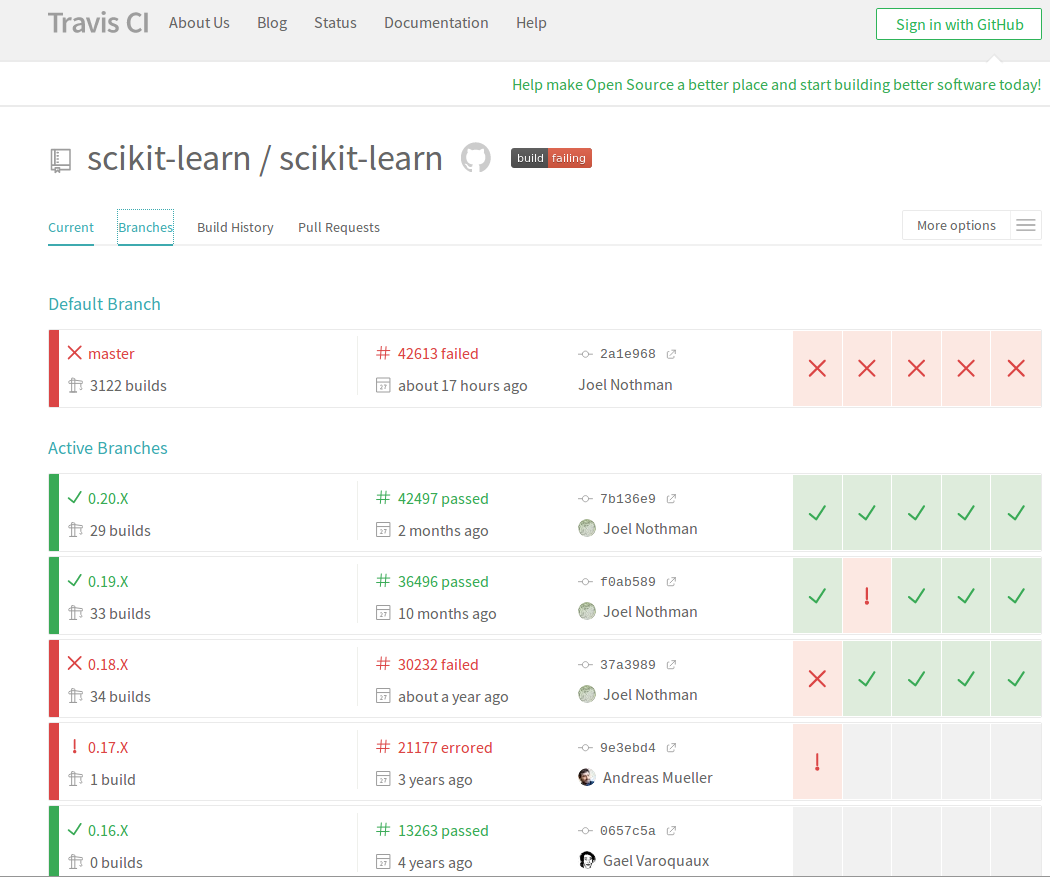 Travis CI About Us Blog Status Documentation Help Sign in with GitHub
Help make Open Source a better place and start building better software today!
scikit-learn / scikit-learn build failing
Current Branches Build History Pull Requests More options
Default Branch
master # 42613 failed 2a1e968
3122 builds 27 about 17 hours ago Joel Nothman
Active Branches
0.20.X # 42497 passed 7b136e9
29 builds 27 2 months ago Joel Nothman
0.19.X # 36496 passed f0ab589
33 builds 27 10 months ago Joel Nothman
0.18.X # 30232 failed 37a3989
34 builds 27 about a year ago Joel Nothman
! 0.17.X # 21177 errored 9e3ebd4
1 build 27 3 years ago Andreas Mueller
0.16.X # 13263 passed 0657c5a
0 builds 27 4 years ago Gael Varoquaux